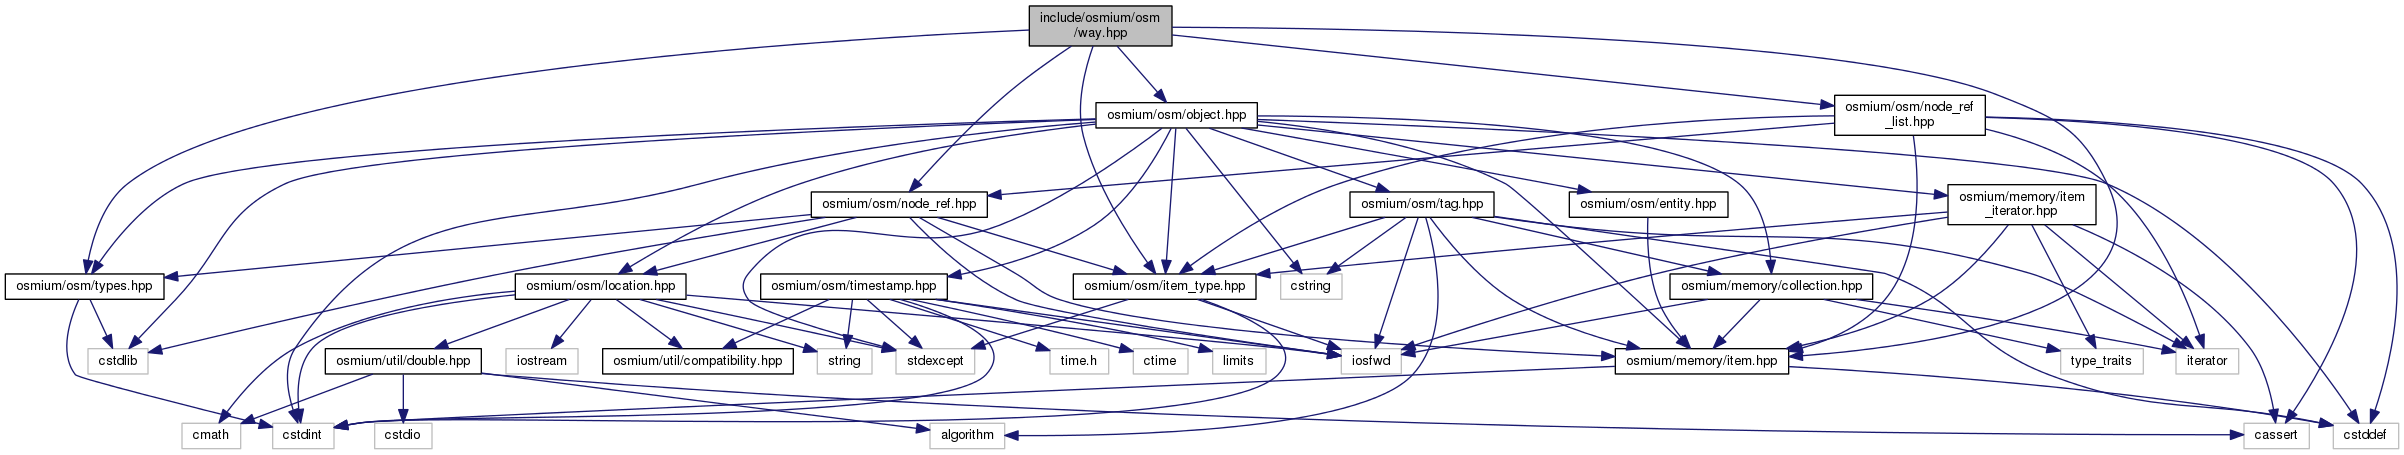 include/osmium/osm
/way.hpp
osmium/osm/object.hpp
osmium/osm/node_ref
_list.hpp
osmium/osm/node_ref.hpp
osmium/osm/tag.hpp
osmium/osm/entity.hpp
osmium/memory/item
_iterator.hpp
osmium/osm/types.hpp
osmium/osm/location.hpp
osmium/osm/timestamp.hpp
osmium/osm/item_type.hpp
cstring
osmium/memory/collection.hpp
cstdlib
osmium/util/double.hpp
iostream
osmium/util/compatibility.hpp
string
stdexcept
time.h
ctime
limits
iosfwd
osmium/memory/item.hpp
type_traits
iterator
cmath
cstdint
cstdio
algorithm
cassert
cstddef